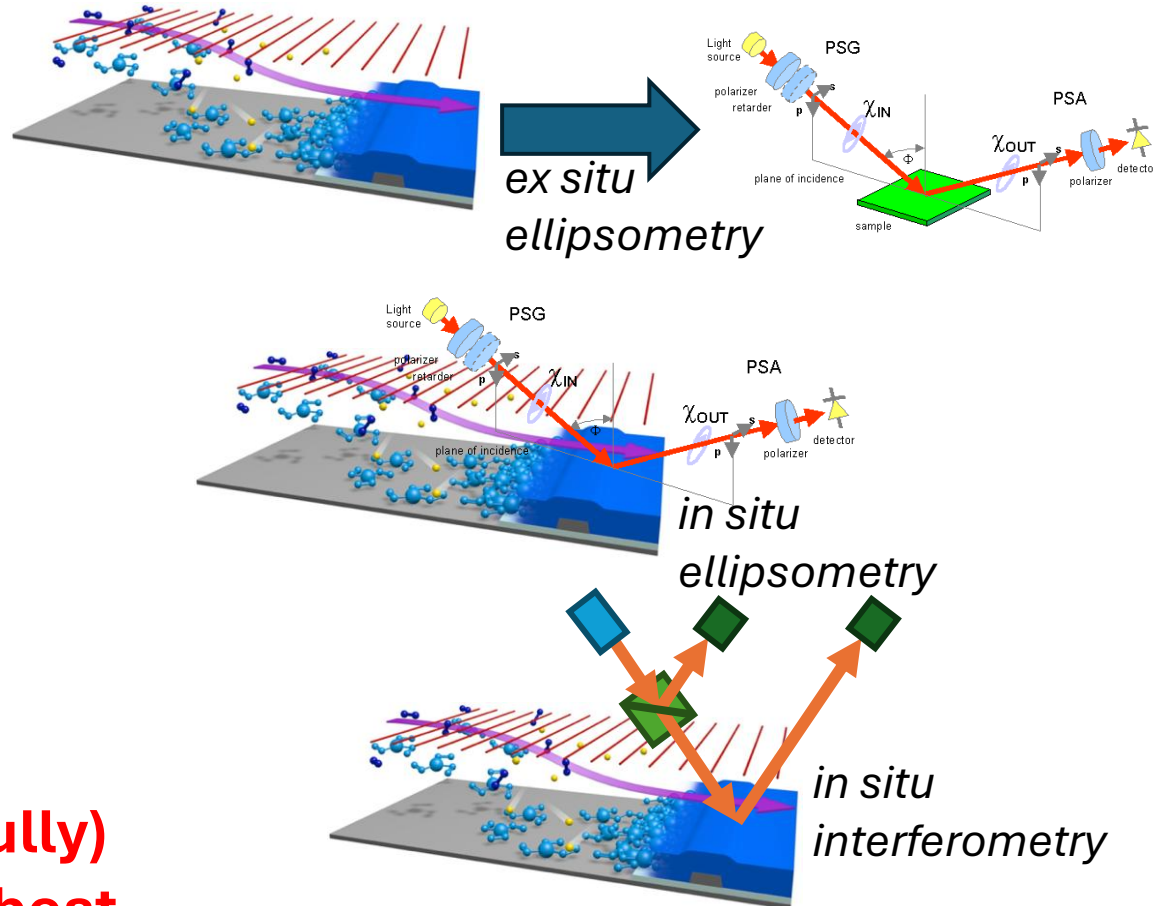 Light
source
PSG
polarizer
retarder
s
p
χIN
Φ
plane of incidence
sample
PSA
χOUT
s
p
polarizer
detecto
ex situ
ellipsometry
Light
source
PSG
polarizer
retarder
s
p
χIN
Φ
plane of incidence
PSA
χOUT
s
p
polarizer
detector
in situ
ellipsometry
in situ
interferometry
ully)